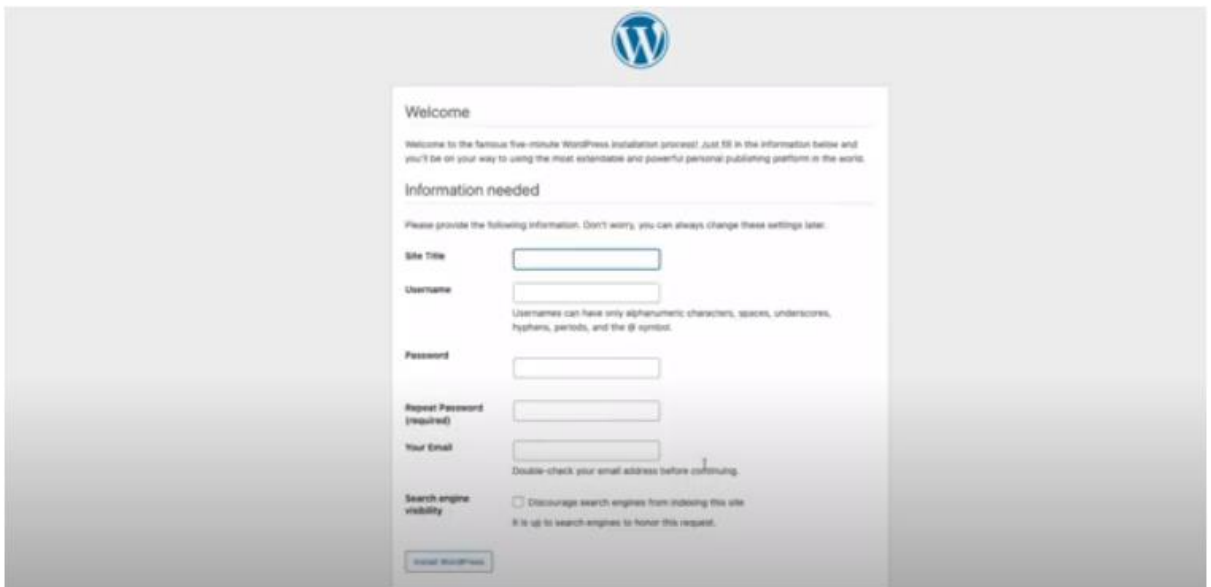 Welcome
Welcome to the famous five-minute WordPress installation process! Just fill in the information below and
you'll be on your way to using the most extendable and powerful personal publishing platform in the world.
Information needed
Please provide the following information. Don't worry, you can always change these settings later.
Site Title
Username
Usernames can have only alphanumeric characters, spaces, underscores,
hyphens, periods, and the @ symbol.
Password
Repeat Password
(required)
Your Email
Double-check your email address before continuing.
Search engine
visibility
Discourage search engines from indexing this site
It is up to search engines to honor this request.
Install WordPress